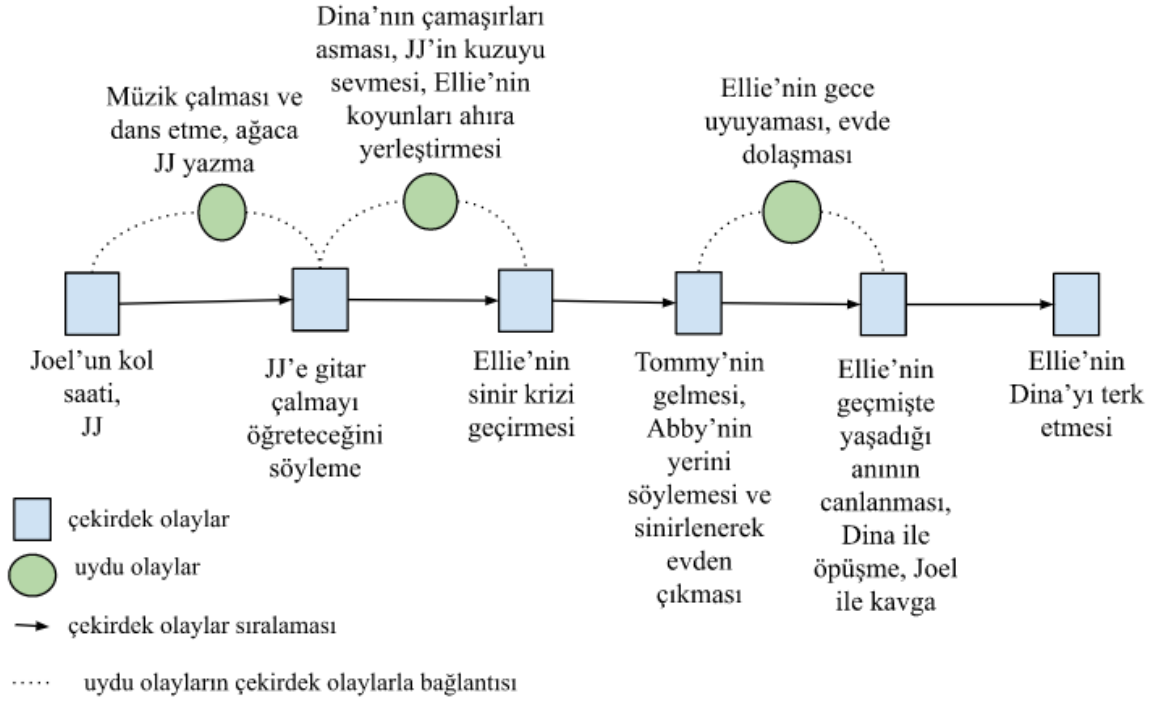 Müzik çalması ve
dans etme, ağaca
JJ yazma
Dina’nın çamaşırları
asması, JJ’in kuzuyu
sevmesi, Ellie’nin
koyunları ahıra
yerleştirmesi
Ellie’nin gece
uyuyaması, evde
dolaşması
Joel’un kol
saati,
JJ
JJ’e gitar
çalmayı
öğreteceğini
söyleme
Ellie’nin
sinir krizi
geçirmesi
Tommy’nin
gelmesi,
Abby’nin
yerini
söylemesi ve
sinirlenerek
evden
çıkması
Ellie’nin
geçmişte
yaşadığı
anının
canlanması,
Dina ile
öpüşme, Joel
ile kavga
Ellie’nin
Dina’yı terk
etmesi
çekirdek olaylar
uydu olaylar
çekirdek olaylar sıralaması
uydu olayların çekirdek olaylarla bağlantısı